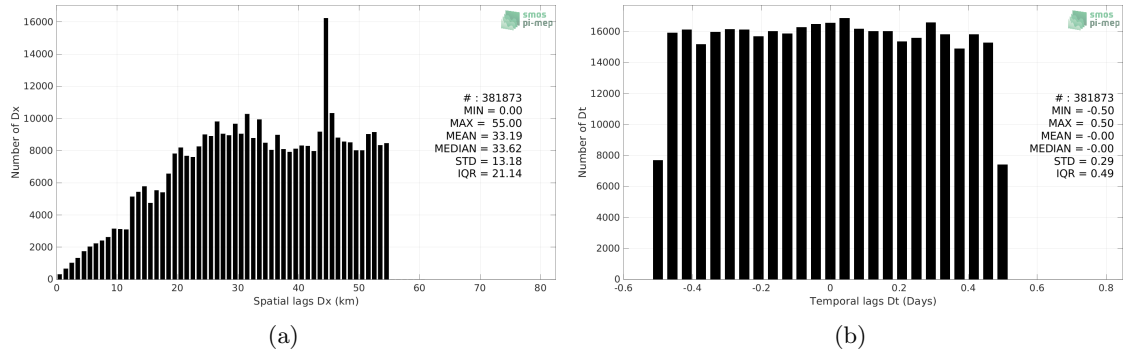 16000
14000
12000
10000
8000
6000
4000
2000
0
Number of Dx
0 10 20 30 40 50 60 70 80
Spatial lags Dx (km)
smos
pi-mep
# : 381873
MIN = 0.00
MAX = 55.00
MEAN = 33.19
MEDIAN = 33.62
STD = 13.18
IQR = 21.14
(a)
16000
14000
12000
10000
8000
6000
4000
2000
0
Number of Dt
-0.6 -0.4 -0.2 0 0.2 0.4 0.6 0.8
Temporal lags Dt (Days)
smos
pi-mep
# : 381873
MIN = -0.50
MAX = 0.50
MEAN = -0.00
MEDIAN = -0.00
STD = 0.29
IQR = 0.49
(b)